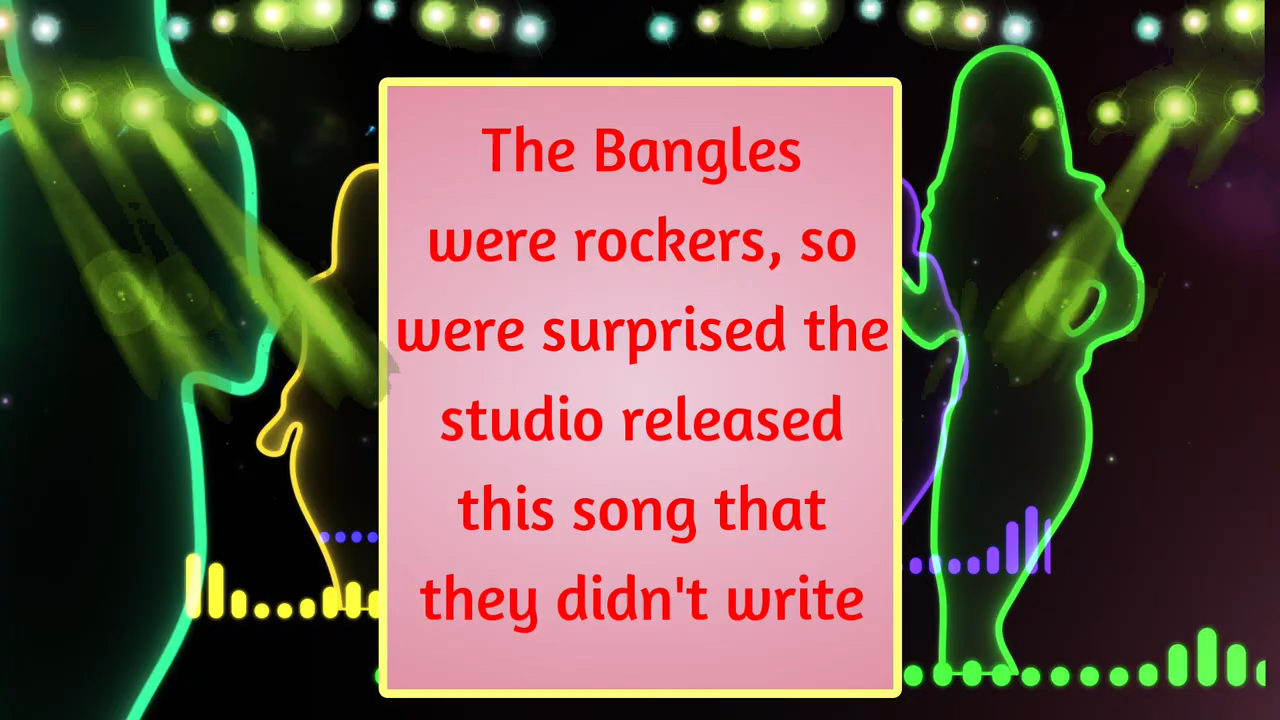 The Bangles
were rockers, so
were surprised the
studio released
this song that
they didn't write